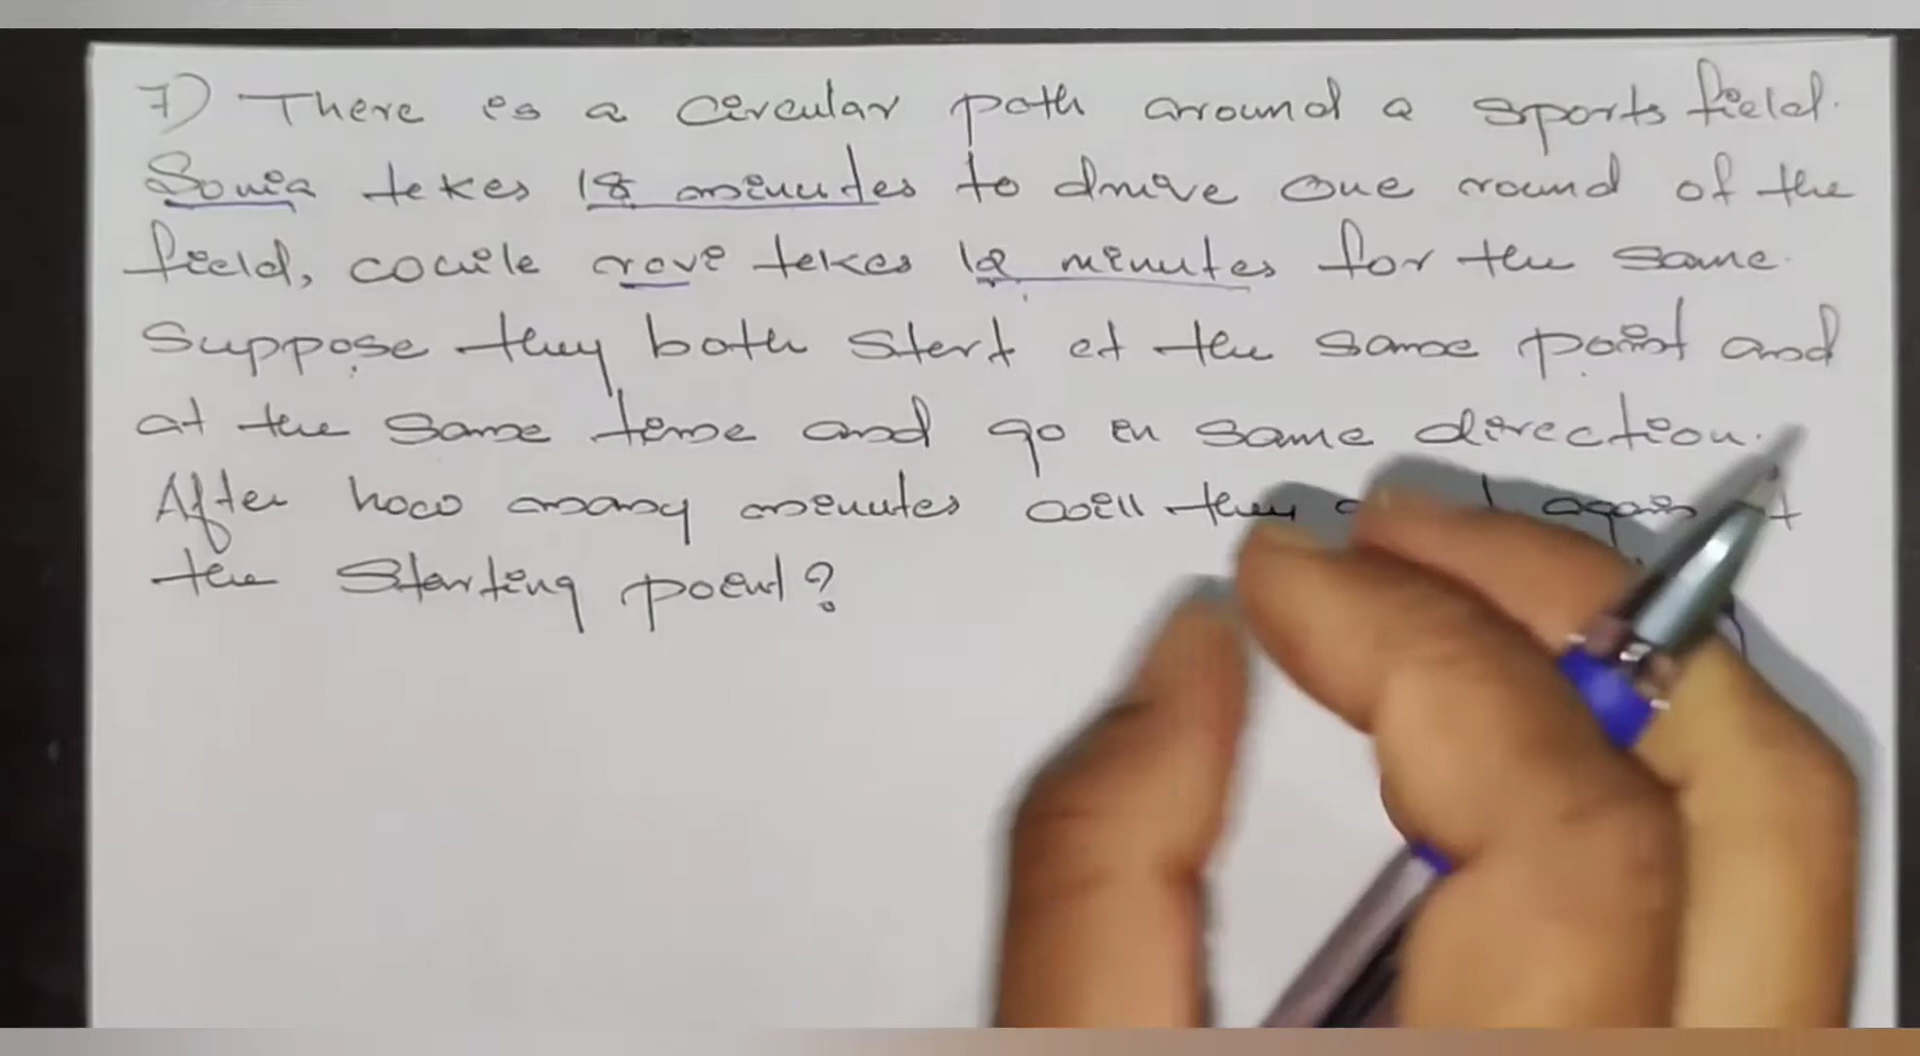 7) There is a circular path around a sports field.
Sonia takes 18 minutes to drive one round of the
field, while ravi takes 12 minutes for the same.
Suppose they both start at the same point and
at the same time and go in same direction.
After how many minutes will they again
the starting point?